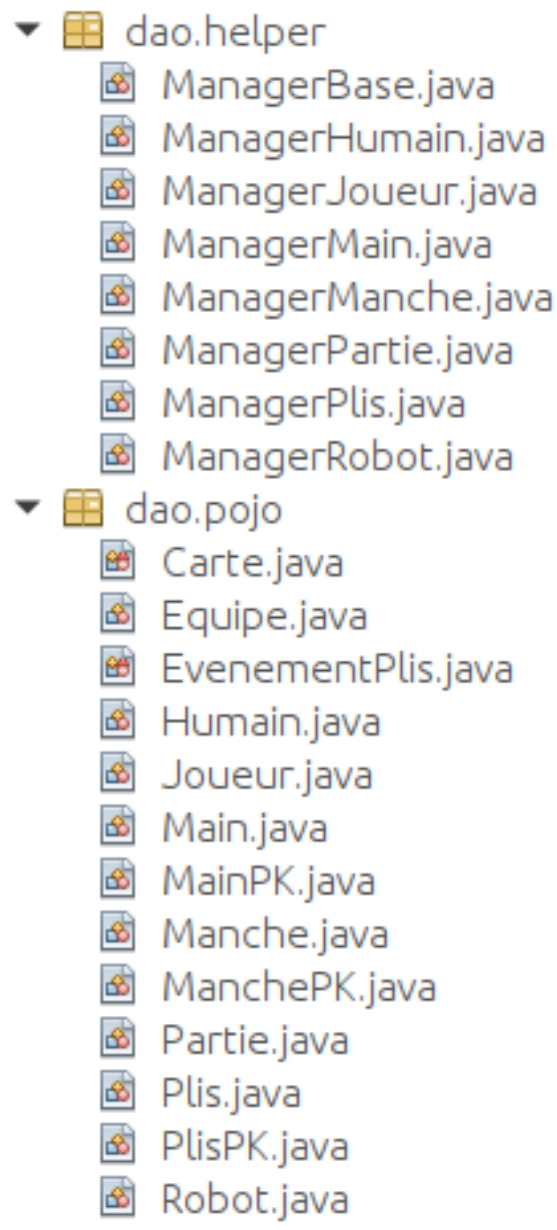 dao.helper
ManagerBase.java
ManagerHumain.java
ManagerJoueur.java
ManagerMain.java
ManagerManche.java
ManagerPartie.java
ManagerPlis.java
ManagerRobot.java
dao.pojo
Carte.java
Equipe.java
EvenementPlis.java
Humain.java
Joueur.java
Main.java
MainPK.java
Manche.java
ManchePK.java
Partie.java
Plis.java
PlisPK.java
Robot.java